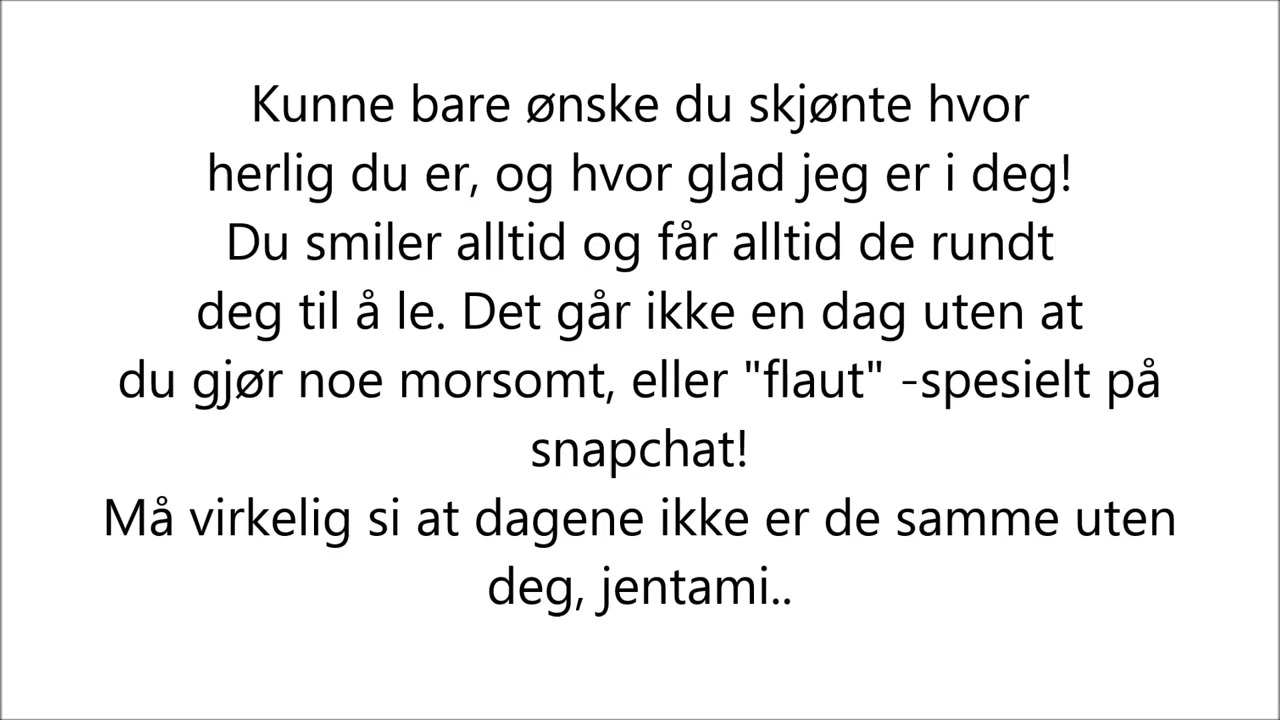 Kunne bare ønske du skjønte hvor
herlig du er, og hvor glad jeg er i deg!
Du smiler alltid og får alltid de rundt
deg til å le. Det går ikke en dag uten at
du gjør noe morsomt, eller "flaut" -spesielt på
snapchat!
Må virkelig si at dagene ikke er de samme uten
deg, jentami..